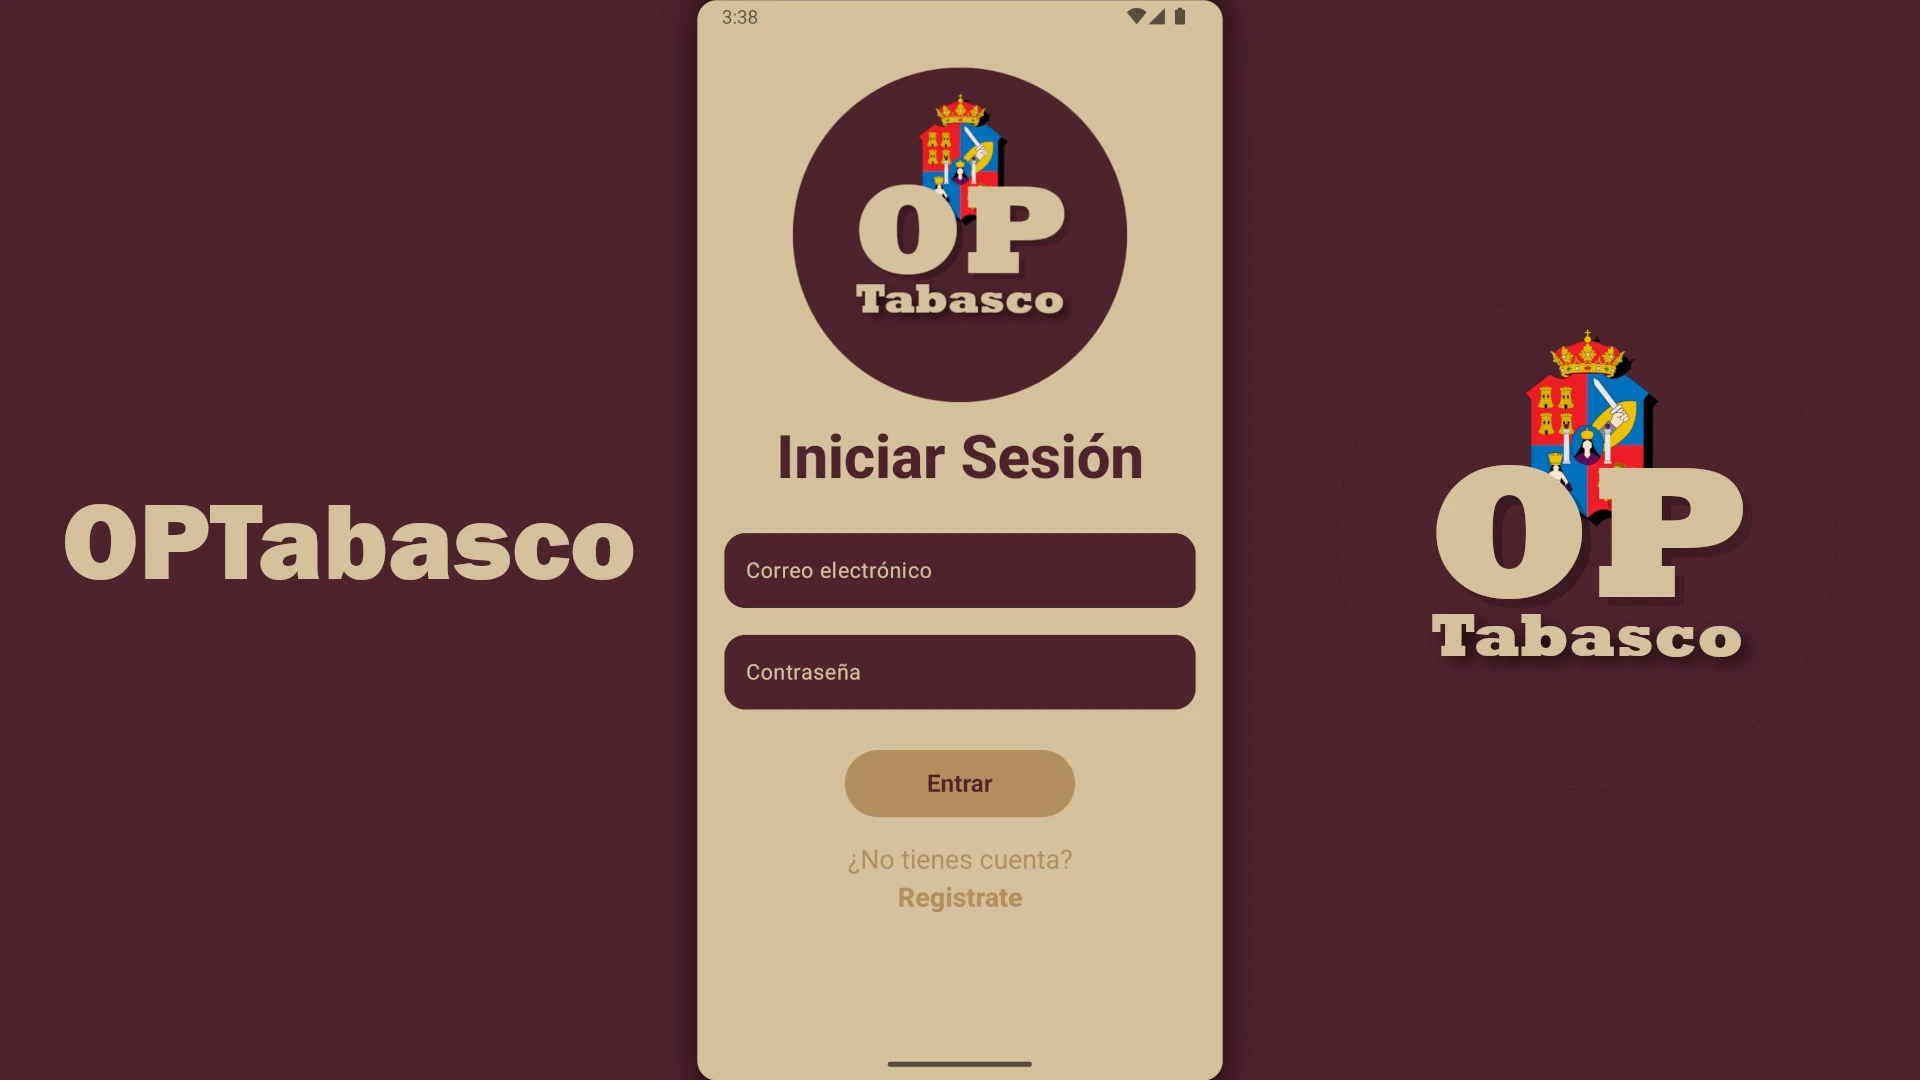 OPTabasco
3:38
OP
Tabasco
Iniciar Sesión
Correo electrónico
Contraseña
Entrar
¿No tienes cuenta?
Registrate
OP
Tabasco